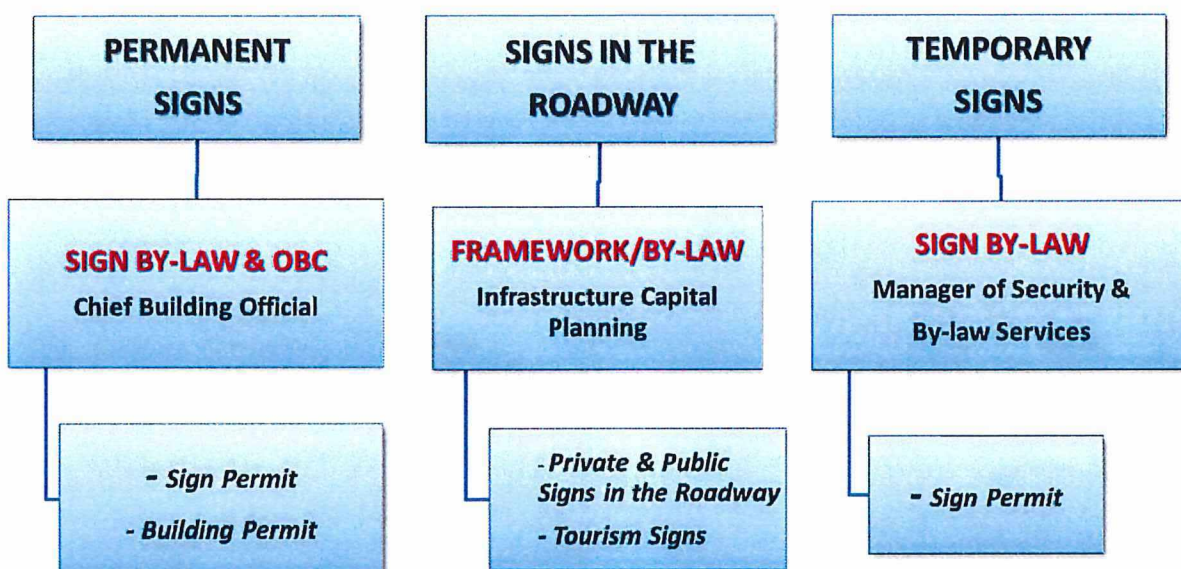 PERMANENT
SIGNS
SIGN BY-LAW & OBC
Chief Building Official
- Sign Permit
- Building Permit
SIGNS IN THE
ROADWAY
FRAMEWORK/BY-LAW
Infrastructure Capital
Planning
- Private & Public
Signs in the Roadway
- Tourism Signs
TEMPORARY
SIGNS
SIGN BY-LAW
Manager of Security &
By-law Services
- Sign Permit